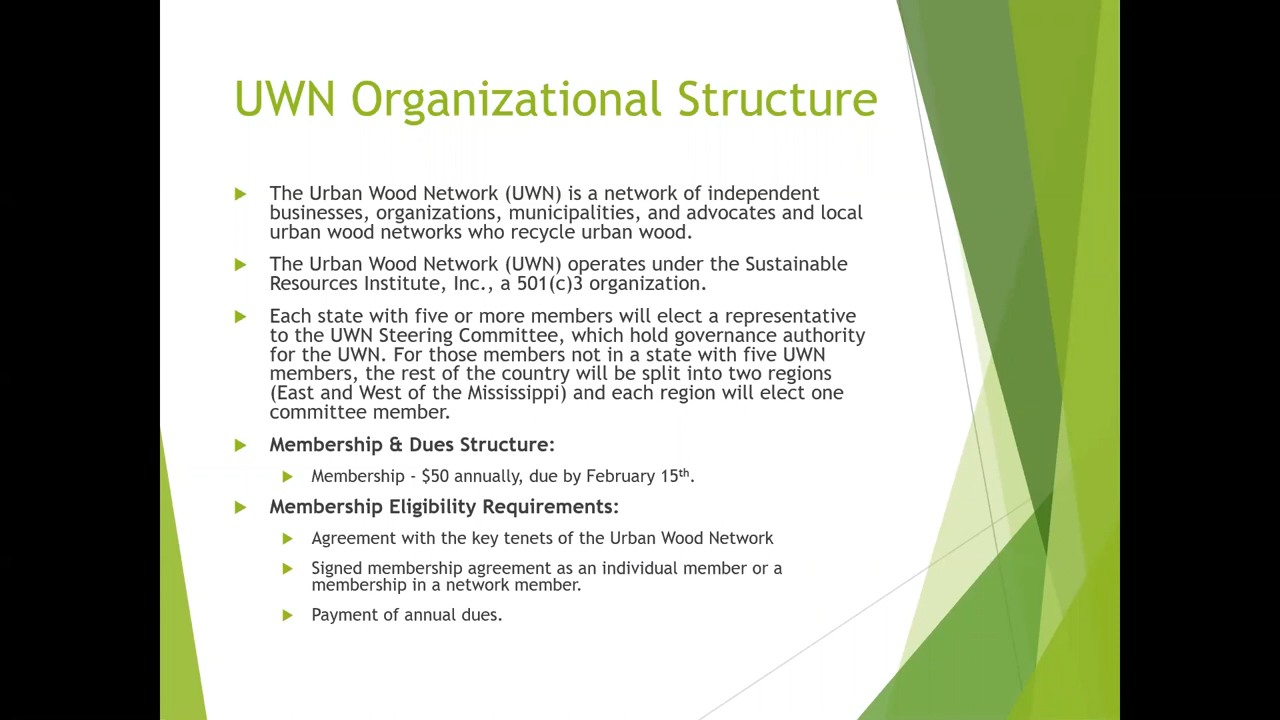 UWN Organizational Structure
The Urban Wood Network (UWN) is a network of independent
businesses, organizations, municipalities, and advocates and local
urban wood networks who recycle urban wood.
The Urban Wood Network (UWN) operates under the Sustainable
Resources Institute, Inc., a 501(c)3 organization.
Each state with five or more members will elect a representative
to the UWN Steering Committee, which hold governance authority
for the UWN. For those members not in a state with five UWN
members, the rest of the country will be split into two regions
(East and West of the Mississippi) and each region will elect one
committee member.
Membership & Dues Structure:
Membership - $50 annually, due by February 15th.
Membership Eligibility Requirements:
Agreement with the key tenets of the Urban Wood Network
Signed membership agreement as an individual member or a
membership in a network member.
Payment of annual dues.